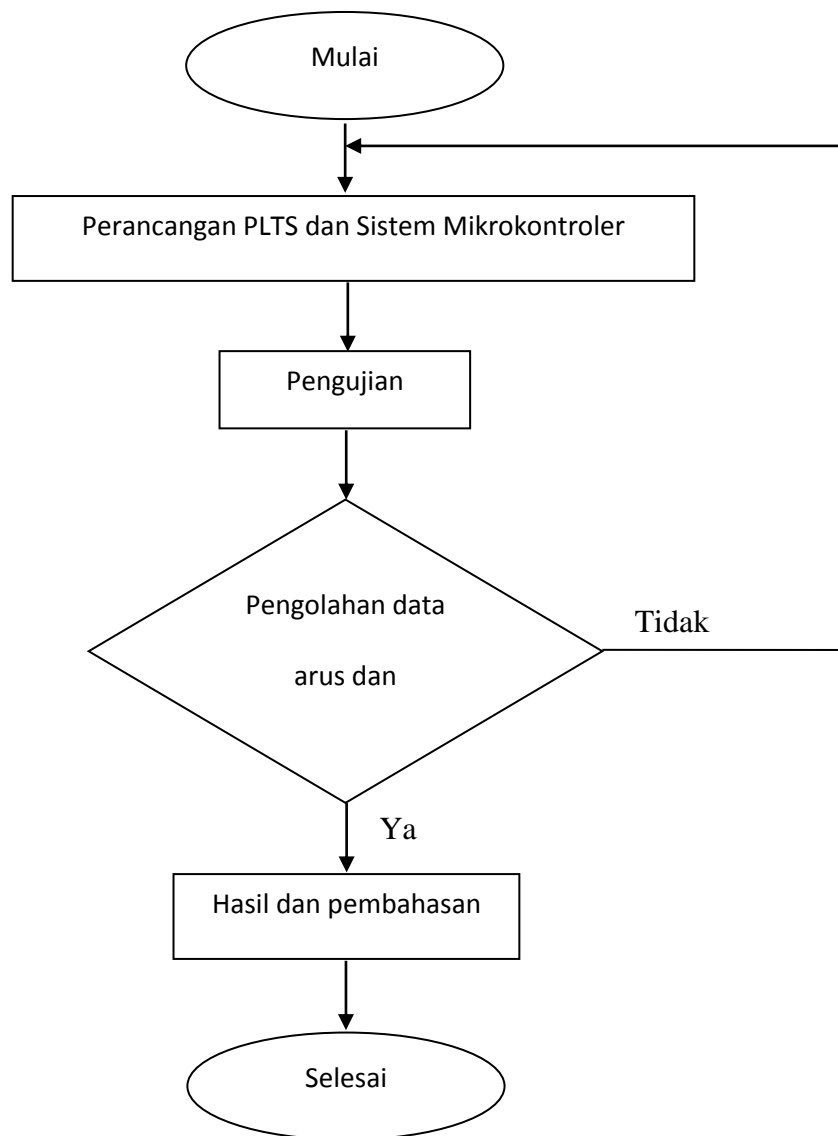 Mulai
Perancangan PLTS dan Sistem Mikrokontroler
Pengujian
Pengolahan data
arus dan
Tidak
Ya
Hasil dan pembahasan
Selesai